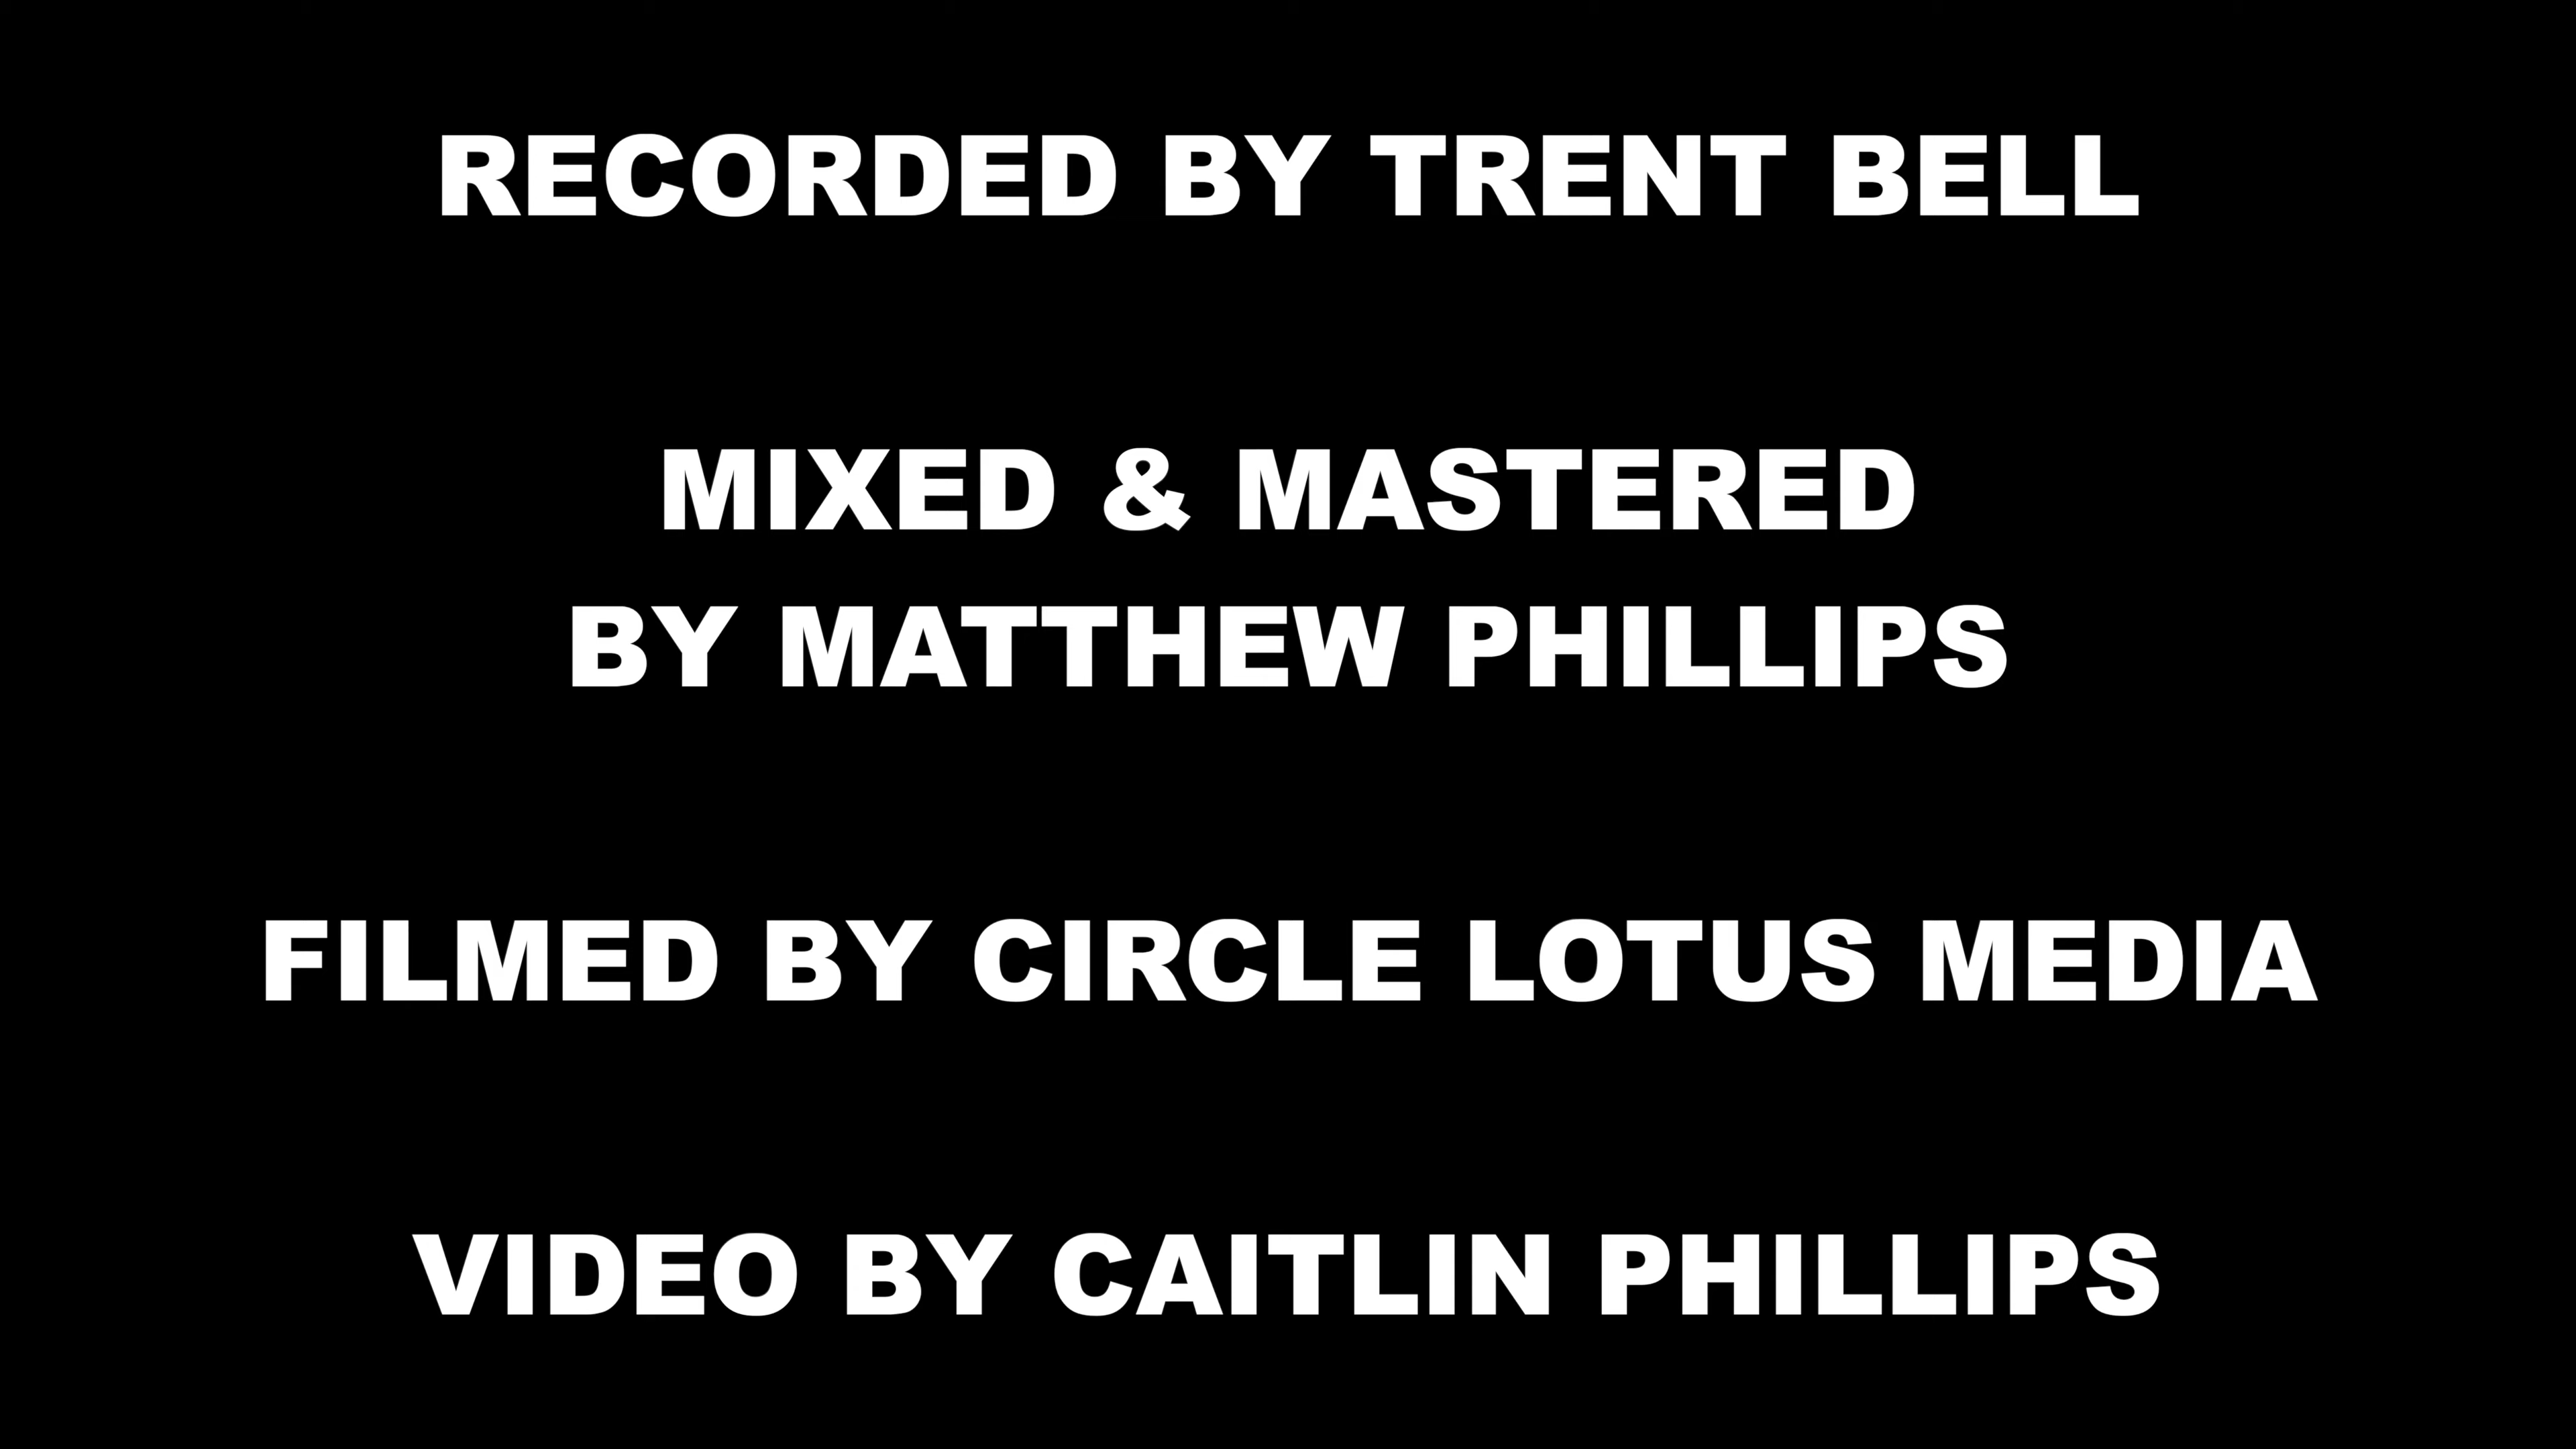 RECORDED BY TRENT BELL
MIXED & MASTERED
BY MATTHEW PHILLIPS
FILMED BY CIRCLE LOTUS MEDIA
VIDEO BY CAITLIN PHILLIPS